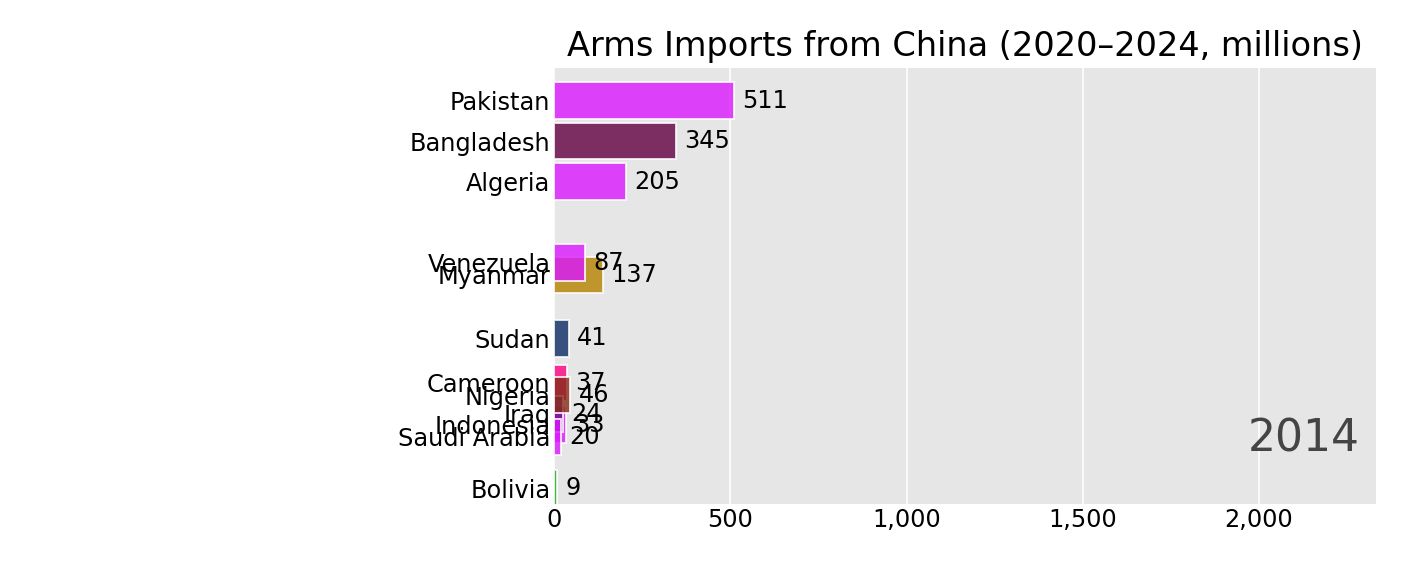 Arms Imports from China (2020–2024, millions)
Pakistan 511
Bangladesh 345
Algeria 205
Venezuela 87
Myanmar 137
Sudan 41
Cameroon 37
Nigeria 46
Iraq 24
Indonesia 33
Saudi Arabia 20
2014
Bolivia 9
0 500 1,000 1,500 2,000